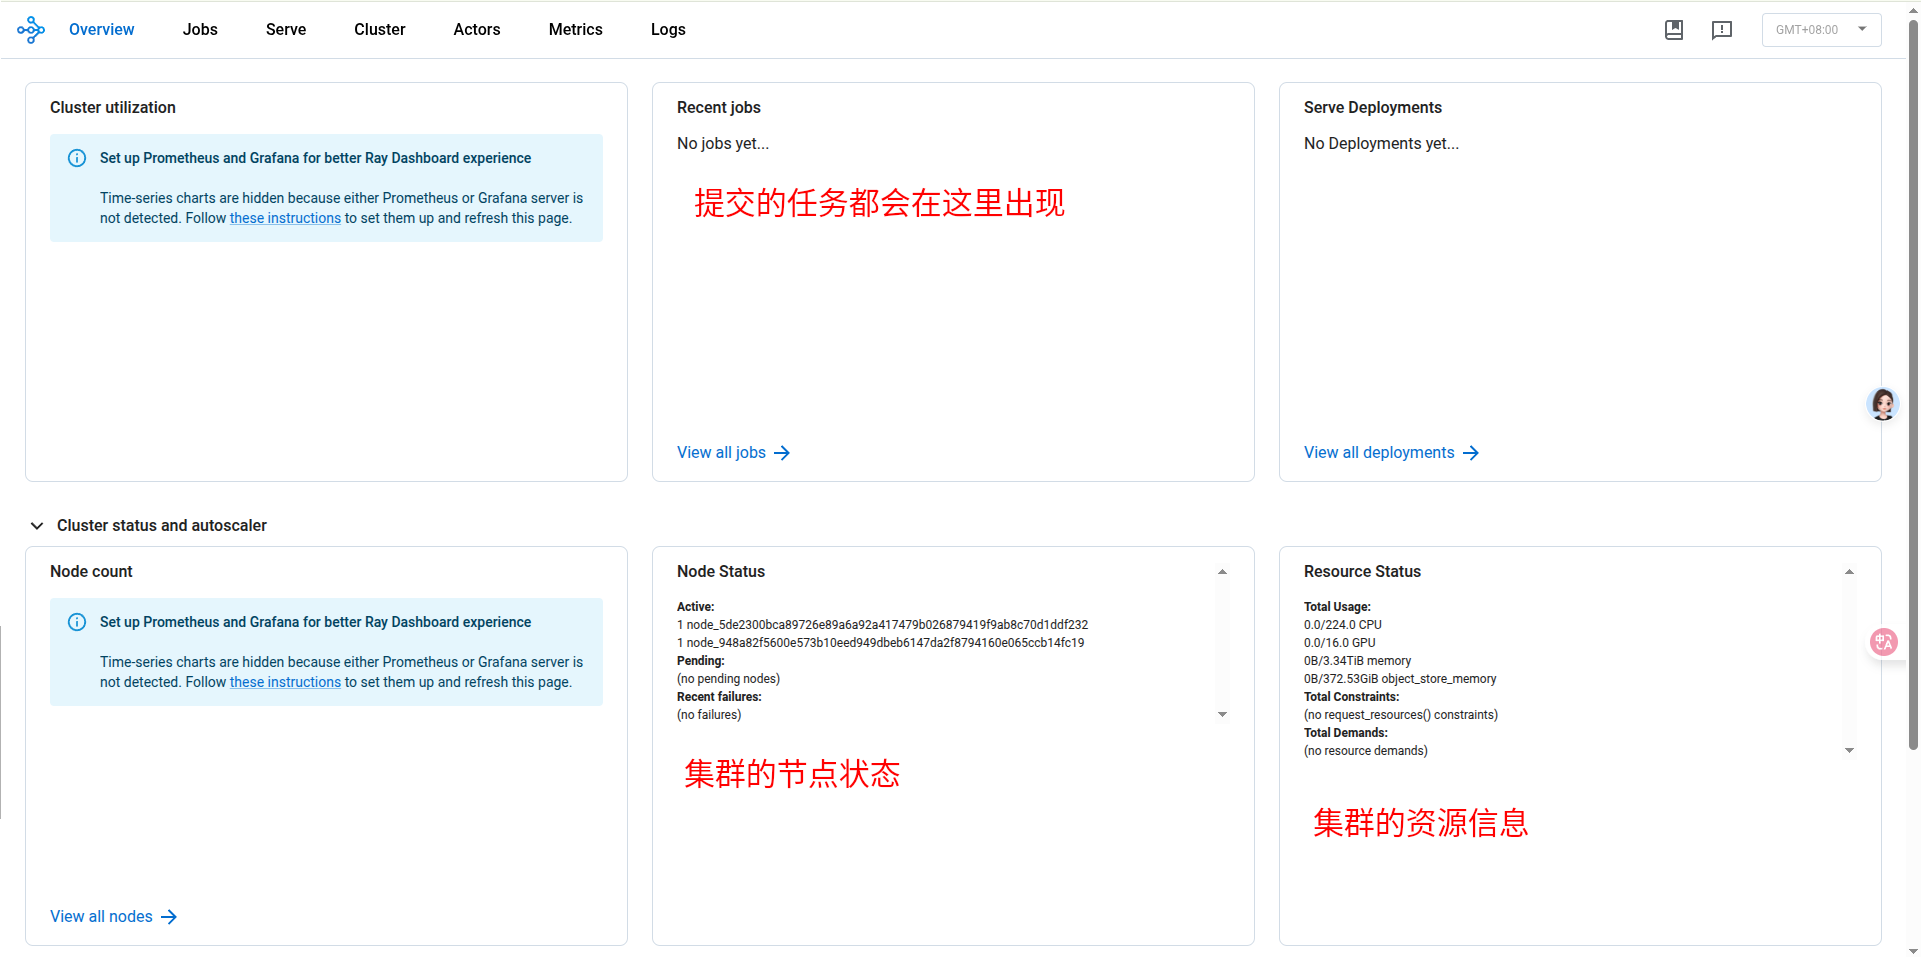 Overview
Jobs
Serve
Cluster
Actors
Metrics
Logs
GMT+08:00
Cluster utilization
Set up Prometheus and Grafana for better Ray Dashboard experience
Time-series charts are hidden because either Prometheus or Grafana server is
not detected. Follow these instructions to set them up and refresh this page.
Recent jobs
No jobs yet...
提交的任务都会在这里出现
View all jobs
Serve Deployments
No Deployments yet...
View all deployments
Cluster status and autoscaler
Node count
Set up Prometheus and Grafana for better Ray Dashboard experience
Time-series charts are hidden because either Prometheus or Grafana server is
not detected. Follow these instructions to set them up and refresh this page.
View all nodes
Node Status
Active:
1 node_5de2300bca89726e89a6a92a417479b026879419f9ab8c70d1ddf232
1 node_948a82f5600e573b10eed949dbeb6147da2f8794160e065ccb14fc19
Pending:
(no pending nodes)
Recent failures:
(no failures)
集群的节点状态
Resource Status
Total Usage:
0.0/224.0 CPU
0.0/16.0 GPU
0B/3.34TiB memory
0B/372.53GiB object_store_memory
Total Constraints:
(no request_resources() constraints)
Total Demands:
(no resource demands)
集群的资源信息
中A